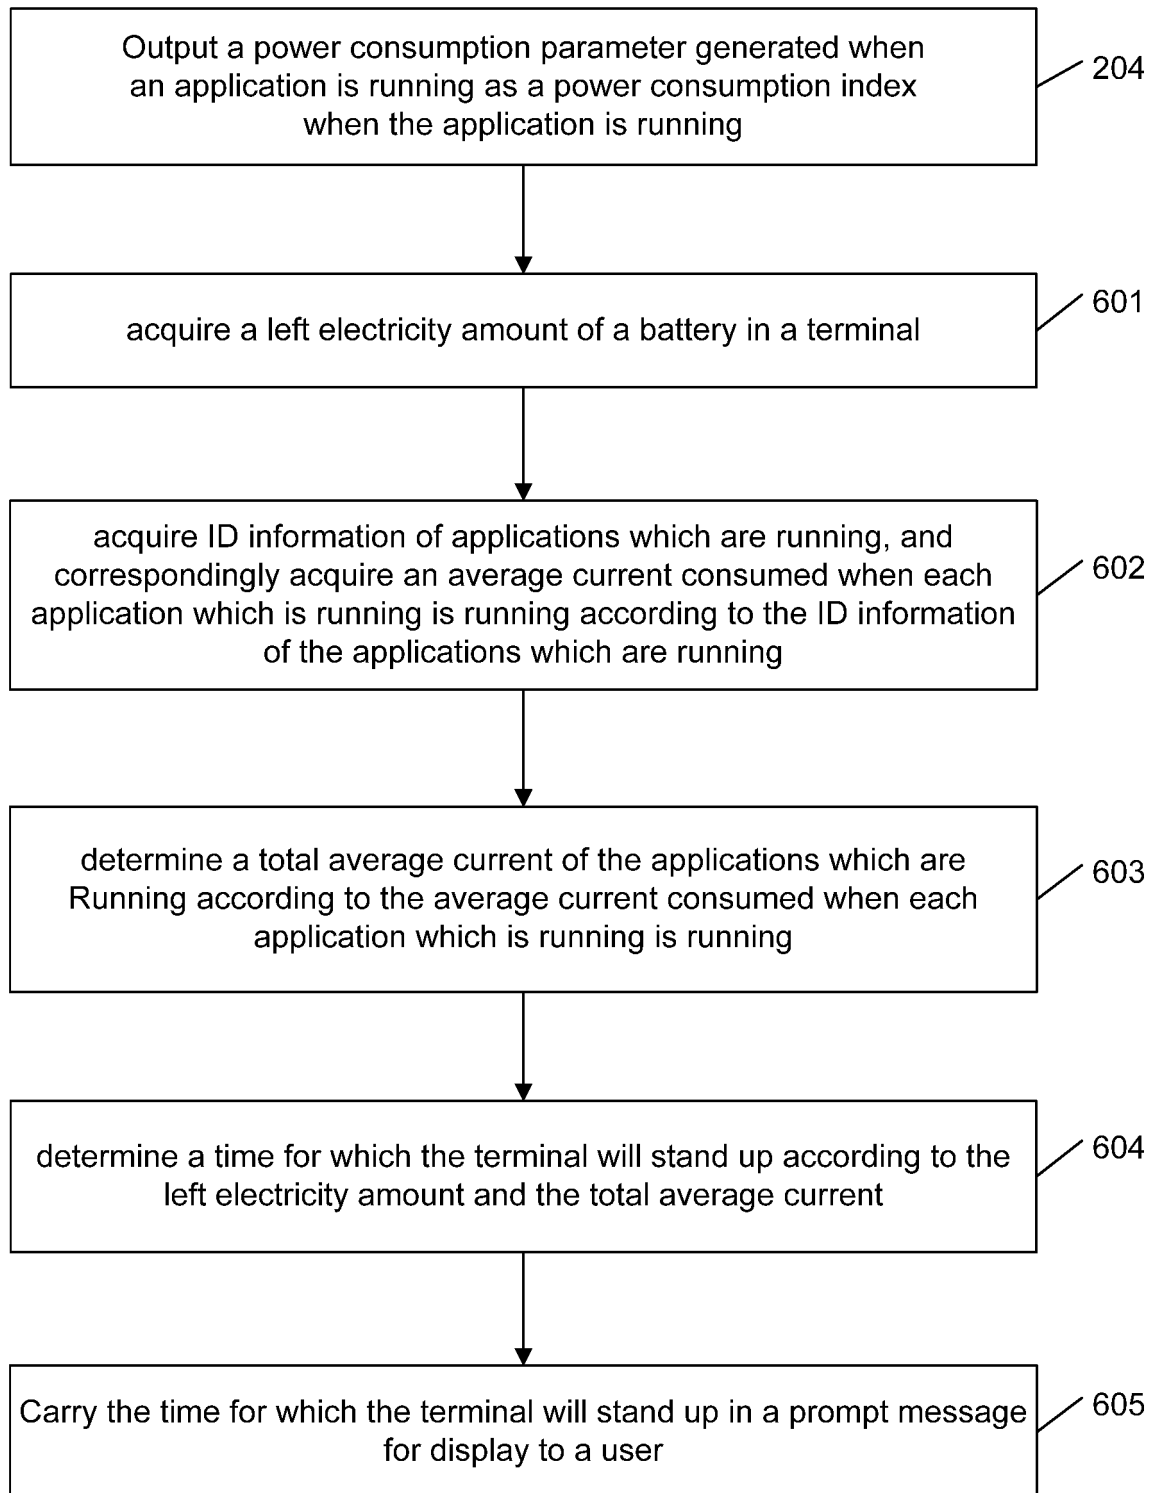 Output a power consumption parameter generated when
an application is running as a power consumption index
when the application is running
204
acquire a left electricity amount of a battery in a terminal
601
acquire ID information of applications which are running, and
correspondingly acquire an average current consumed when each
application which is running is running according to the ID information
of the applications which are running
602
determine a total average current of the applications which are
Running according to the average current consumed when each
application which is running is running
603
determine a time for which the terminal will stand up according to the
left electricity amount and the total average current
604
Carry the time for which the terminal will stand up in a prompt message
for display to a user
605